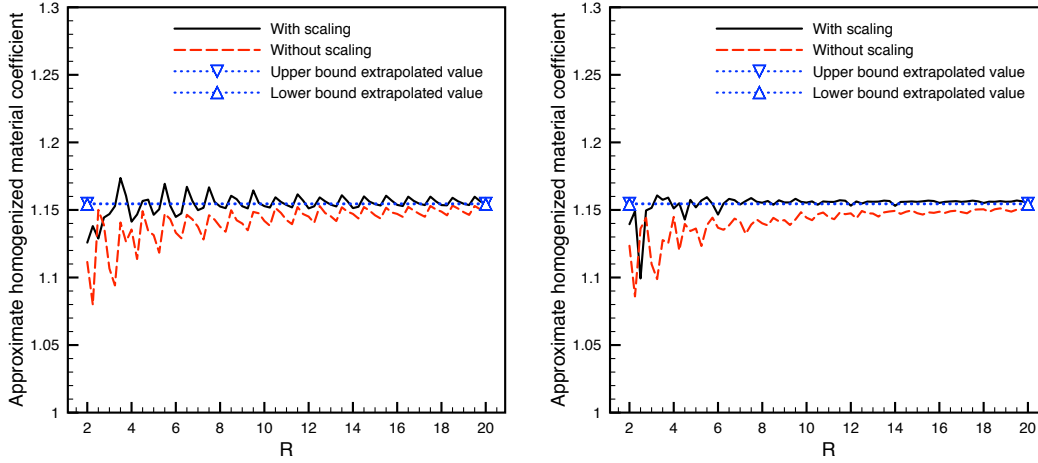 Approximate homogenized material coefficient
1.3
1.25
1.2
1.15
1.1
1.05
1
With scaling
Without scaling
Upper bound extrapolated value
Lower bound extrapolated value
2 4 6 8 10 12 14 16 18 20
R
Approximate homogenized material coefficient
1.3
1.25
1.2
1.15
1.1
1.05
1
With scaling
Without scaling
Upper bound extrapolated value
Lower bound extrapolated value
2 4 6 8 10 12 14 16 18 20
R